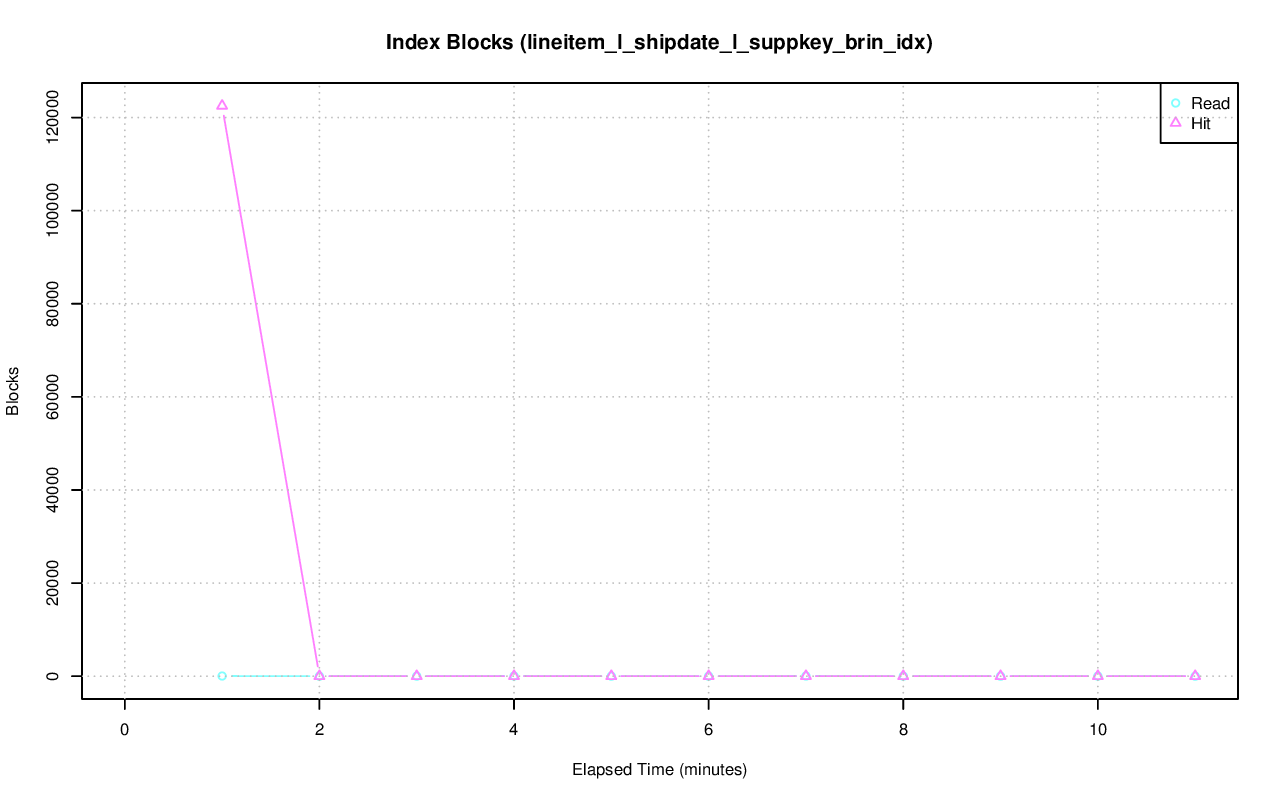 Index Blocks (lineitem_l_shipdate_l_suppkey_brin_idx)
Read
Hit
Blocks
120000
100000
80000
60000
40000
20000
0
0 2 4 6 8 10
Elapsed Time (minutes)